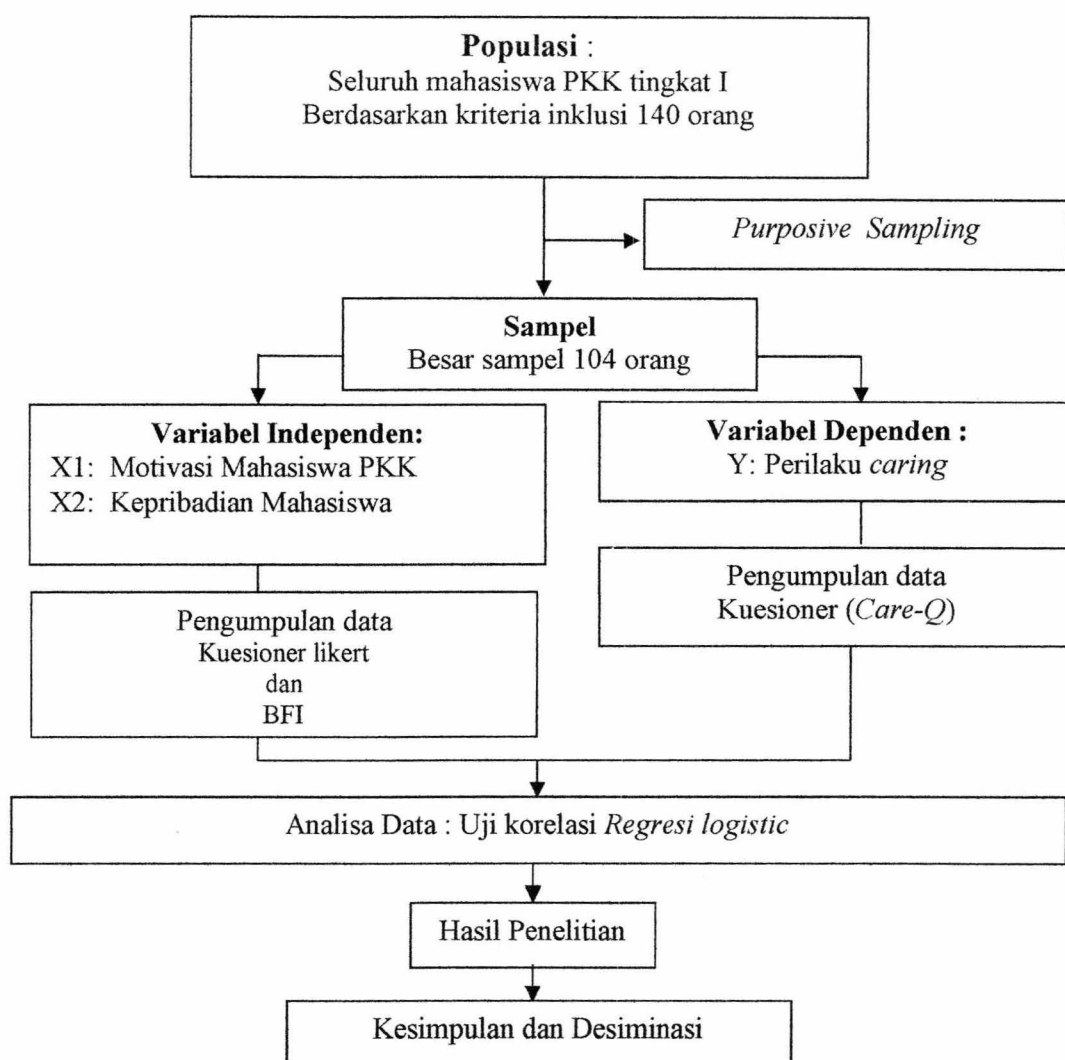 Populasi :
Seluruh mahasiswa PKK tingkat I
Berdasarkan kriteria inklusi 140 orang
Purposive Sampling
Sampel
Besar sampel 104 orang
Variabel Independen:
X1: Motivasi Mahasiswa PKK
X2: Kepribadian Mahasiswa
Variabel Dependen :
Y: Perilaku caring
Pengumpulan data
Kuesioner likert
dan
BFI
Pengumpulan data
Kuesioner (Care-Q)
Analisa Data : Uji korelasi Regresi logistic
Hasil Penelitian
Kesimpulan dan Desiminasi